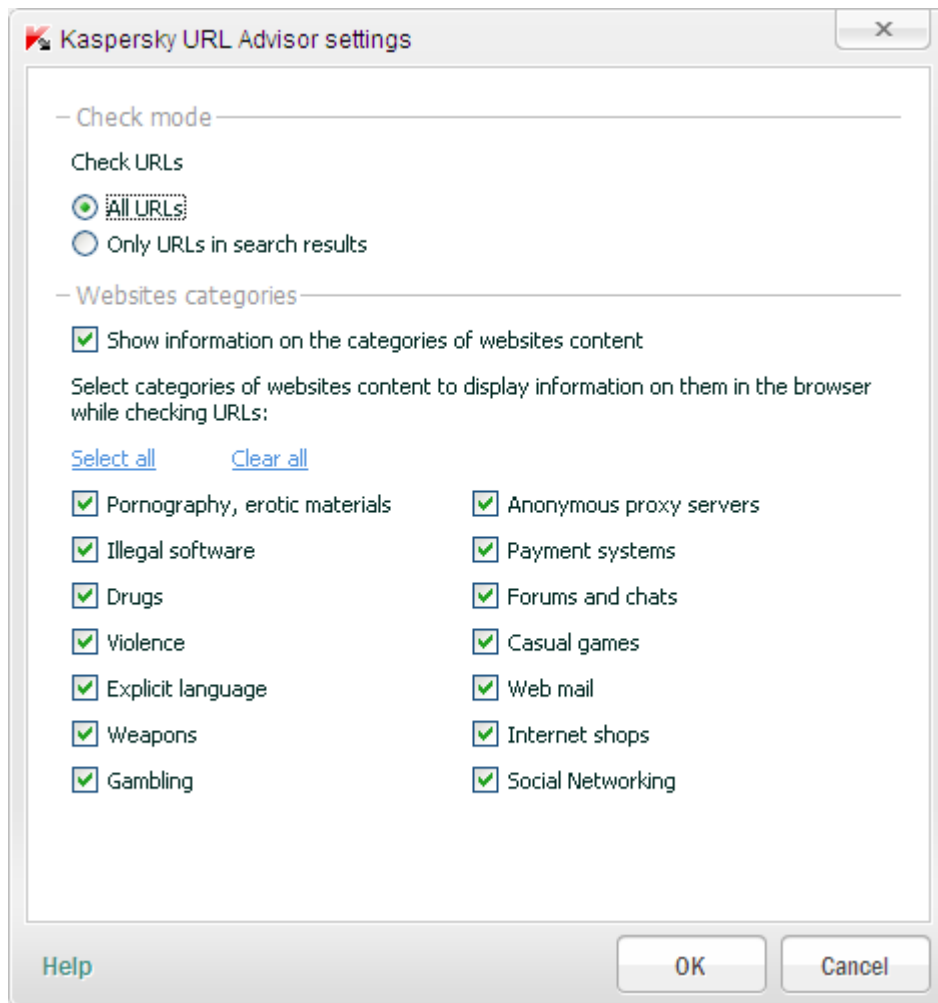 Kaspersky URL Advisor settings
Check mode
Check URLs
All URLs
Only URLs in search results
Websites categories
Show information on the categories of websites content
Select categories of websites content to display information on them in the browser
while checking URLs:
Select all Clear all
Pornography, erotic materials Anonymous proxy servers
Illegal software Payment systems
Drugs Forums and chats
Violence Casual games
Explicit language Web mail
Weapons Internet shops
Gambling Social Networking
Help OK Cancel